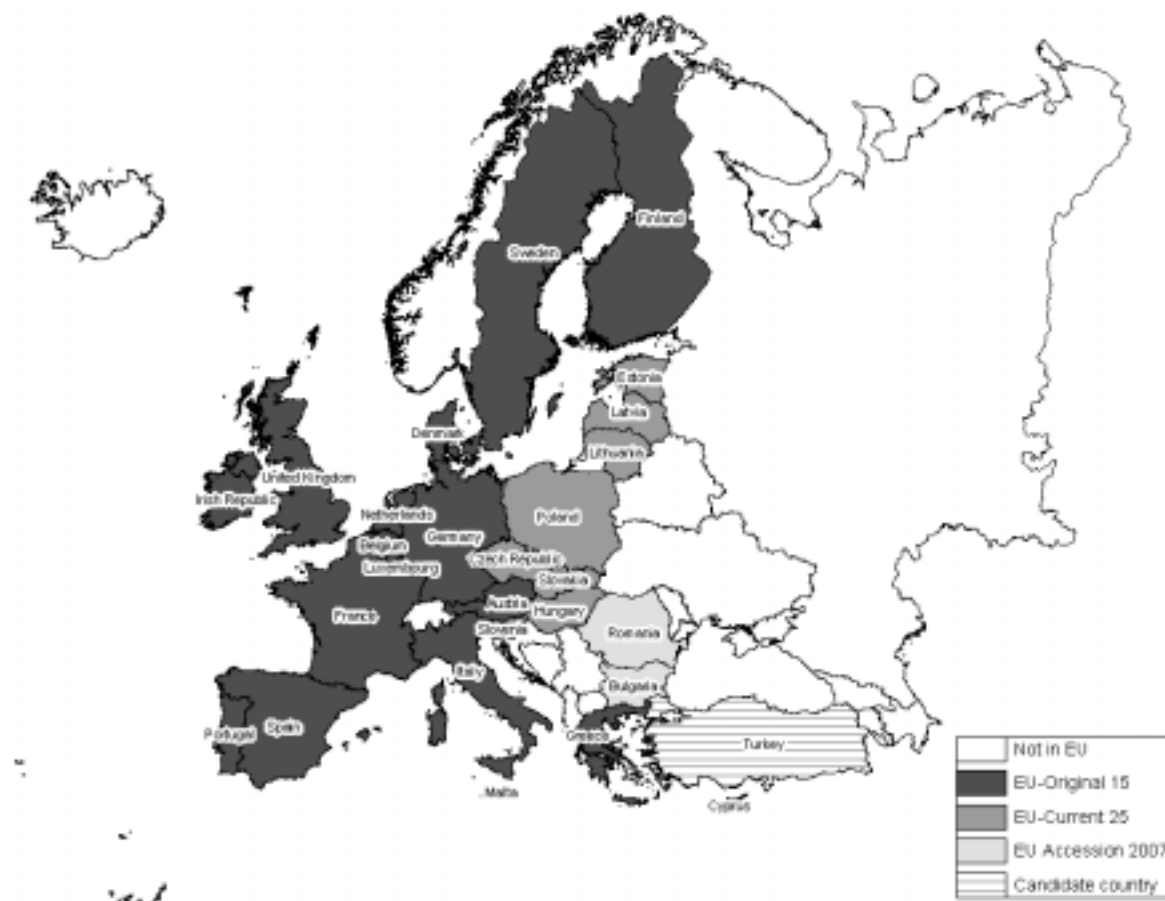 Finland
Sweden
Estonia
Latvia
Denmark
Lithuania
United Kingdom
Irish Republic
Netherlands
Poland
Germany
Belgium
Czech Republic
Luxembourg
Slovakia
Austria
Hungary
France
Slovenia
Romania
Italy
Bulgaria
Portugal
Spain
Greece
Turkey
Malta
Cyprus
Not in EU
EU-Original 15
EU-Current 25
EU Accession 2007
Candidate country